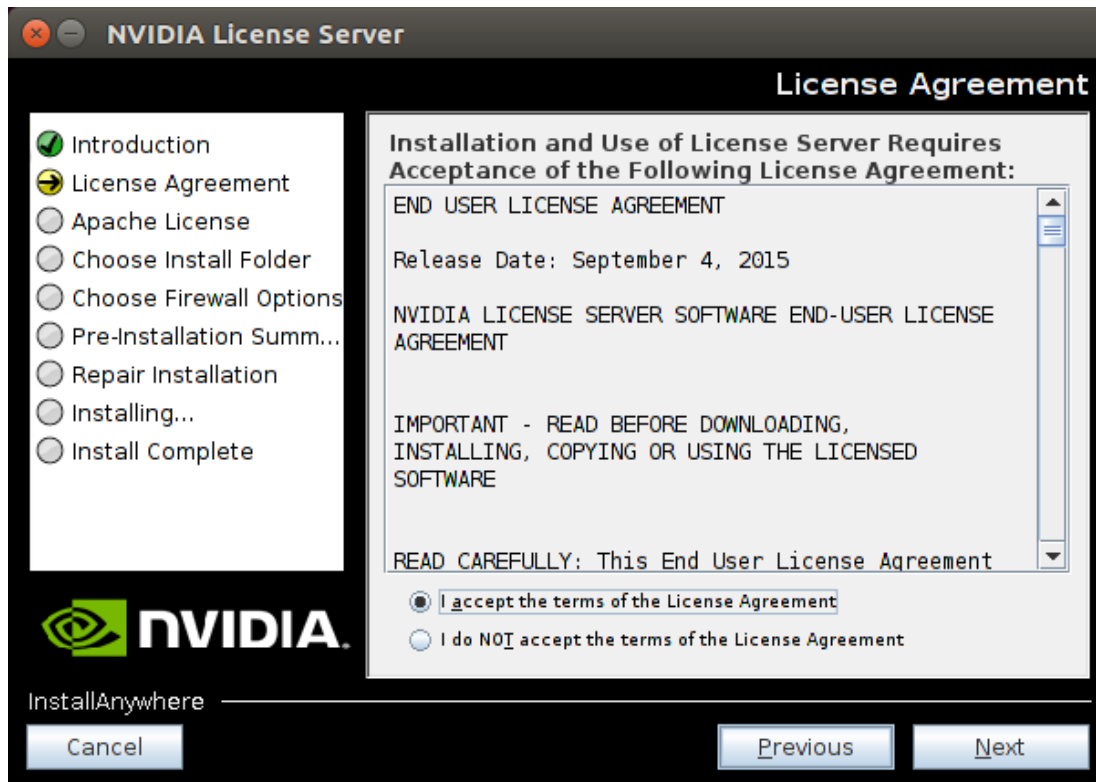 NVIDIA License Server
License Agreement
Introduction
License Agreement
Apache License
Choose Install Folder
Choose Firewall Options
Pre-Installation Summ...
Repair Installation
Installing...
Install Complete
Installation and Use of License Server Requires
Acceptance of the Following License Agreement:
END USER LICENSE AGREEMENT
Release Date: September 4, 2015
NVIDIA LICENSE SERVER SOFTWARE END-USER LICENSE
AGREEMENT
IMPORTANT - READ BEFORE DOWNLOADING,
INSTALLING, COPYING OR USING THE LICENSED
SOFTWARE
READ CAREFULLY: This End User License Agreement
I accept the terms of the License Agreement
I do NOT accept the terms of the License Agreement
NVIDIA.
InstallAnywhere
Cancel
Previous
Next